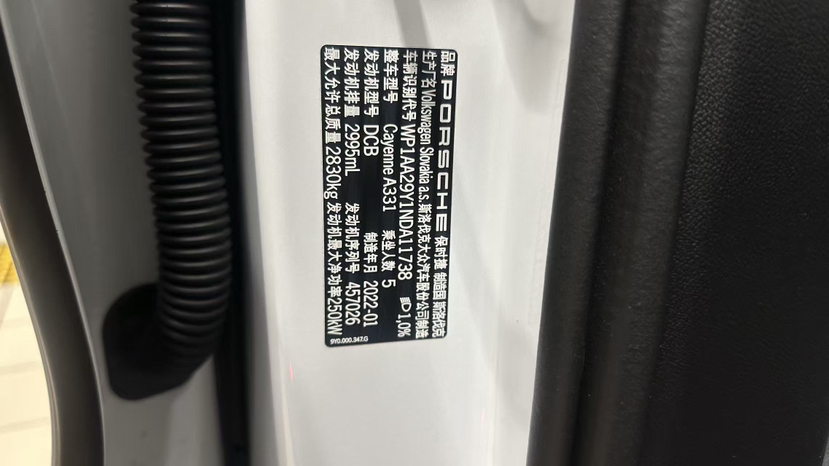 品牌 PORSCHE 保时捷 制造国 斯洛伐克
生产厂名 Volkswagen Slovakia a.s.斯洛伐克大众汽车股份公司制造
车辆识别代号 WP1AA29Y1NDA11738 1,0%
整车型号 Cayenne A331 乘坐人数 5
发动机型号 DCB 制造年月 2022-01
发动机排量 2995mL 发动机序列号 457026
最大允许总质量 2830kg 发动机最大净功率 250kW
9Y0.000.347.G